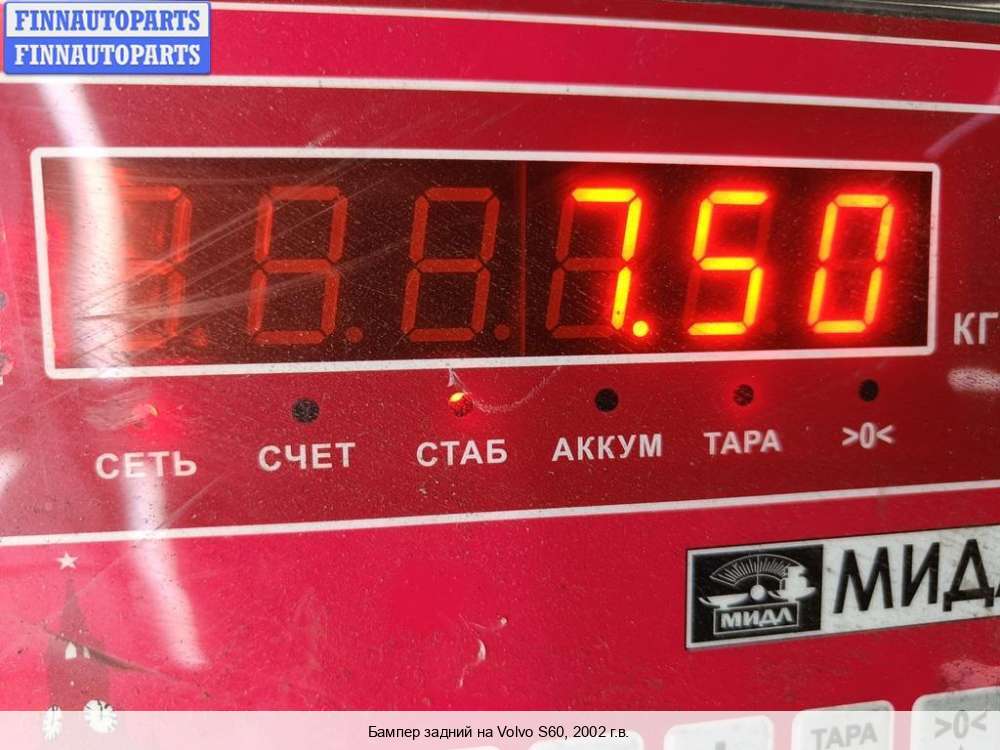 FINNAUTOPARTS
FINNAUTOPARTS
7.50
КГ
СЕТЬ СЧЕТ СТАБ АККУМ ТАРА >0<
МИДЛ
МИДЛ
ТАРА >0<
Бампер задний на Volvo S60, 2002 г.в.